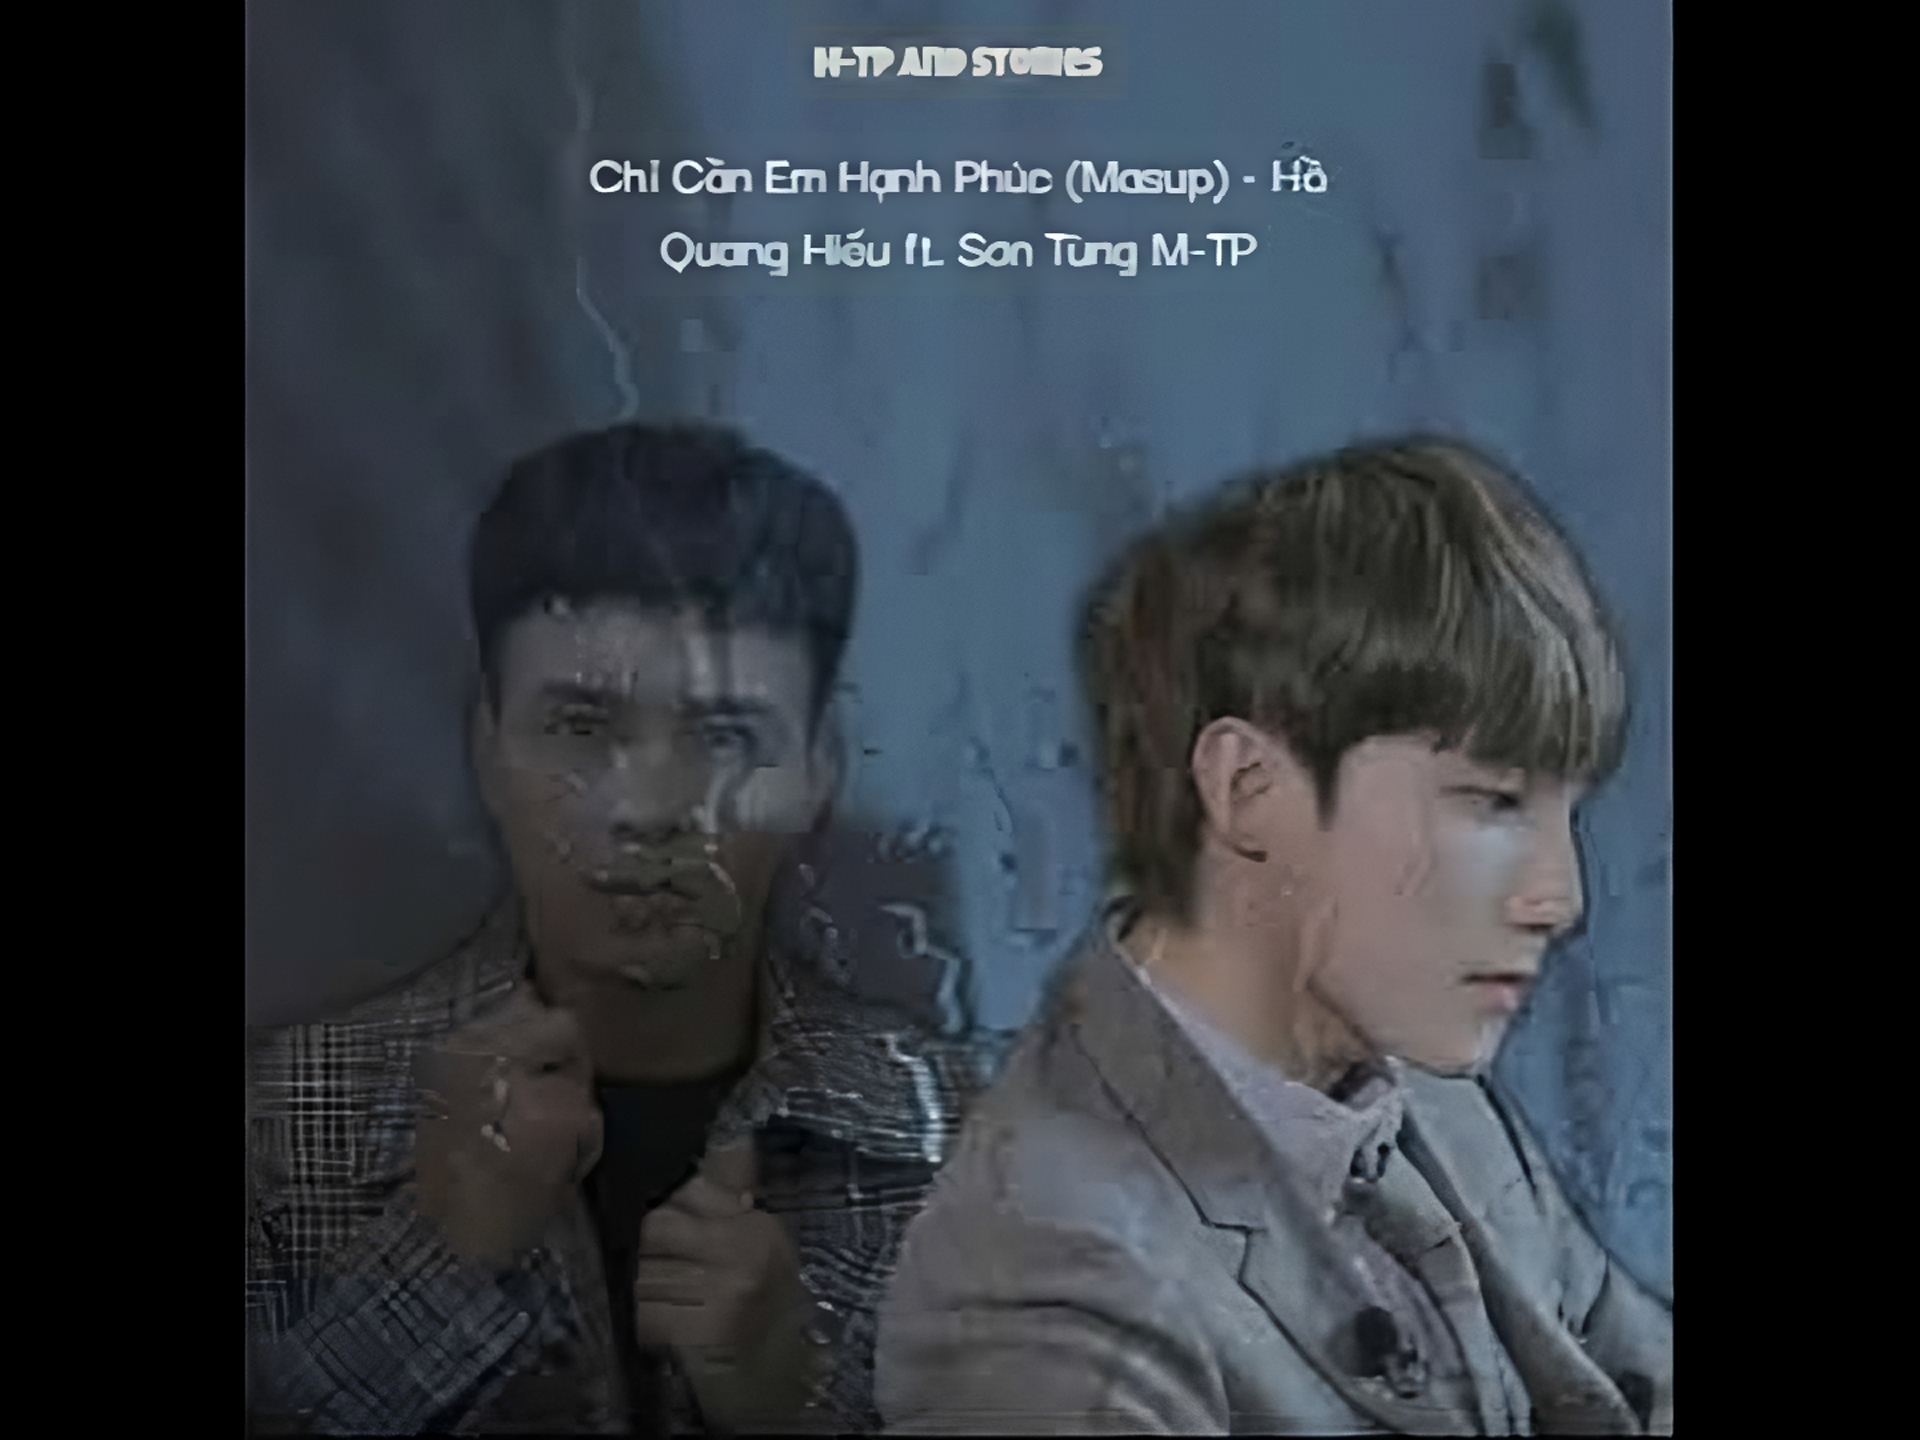 M-TP AND STORIES
Chỉ Cần Em Hạnh Phúc (Masup) - Hồ
Quang Hiếu ft. Sơn Tùng M-TP